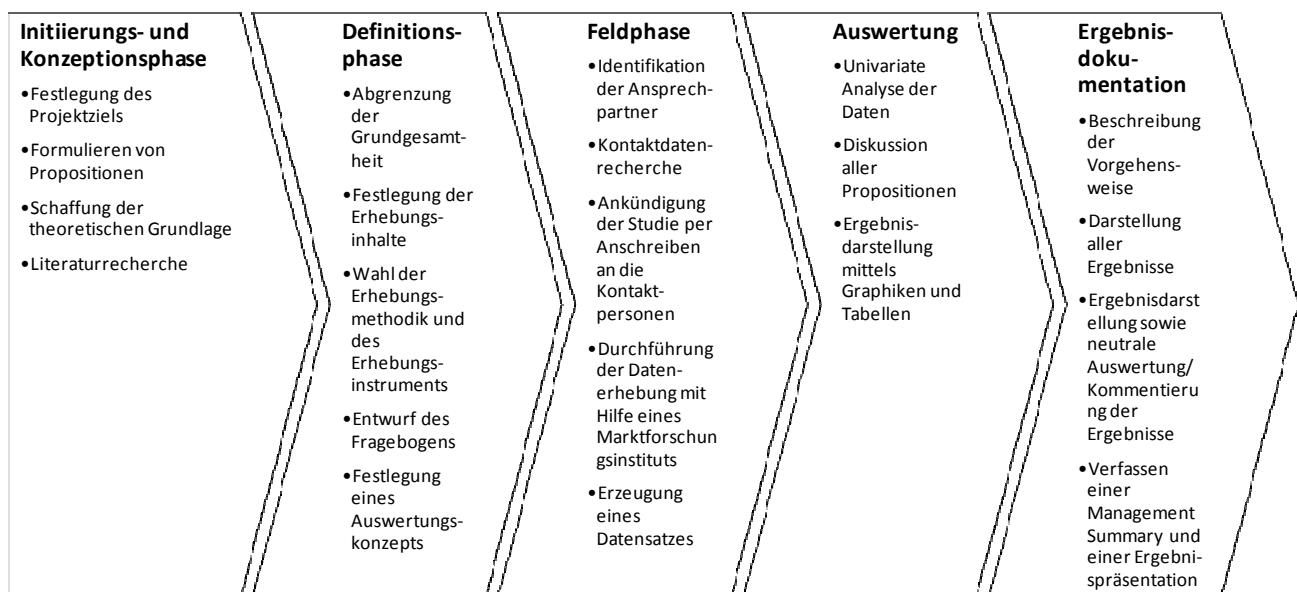 Initiierungs- und
Konzeptionsphase
•Festlegung des
Projektziels
•Formulieren von
Propositionen
•Schaffung der
theoretischen Grundlage
•Literaturrecherche
Definitions-
phase
•Abgrenzung
der
Grundgesamt-
heit
•Festlegung der
Erhebungs-
inhalte
•Wahl der
Erhebungs-
methodik und
des
Erhebungs-
instruments
•Entwurf des
Fragebogens
•Festlegung
eines
Auswertungs-
konzepts
Feldphase
•Identifikation
der Ansprech-
partner
•Kontaktdaten-
recherche
•Ankündigung
der Studie per
Anschreiben
an die
Kontakt-
personen
•Durchführung
der Daten-
erhebung mit
Hilfe eines
Marktforschun
gsinstituts
•Erzeugung
eines
Datensatzes
Auswertung
•Univariate
Analyse der
Daten
•Diskussion
aller
Propositionen
•Ergebnis-
darstellung
mittels
Graphiken und
Tabellen
Ergebnis-
doku-
mentation
•Beschreibung
der
Vorgehens-
weise
•Darstellung
aller
Ergebnisse
•Ergebnisdarst
ellung sowie
neutrale
Auswertung/
Kommentieru
ng der
Ergebnisse
•Verfassen
einer
Management
Summary und
einer Ergebni-
spräsentation